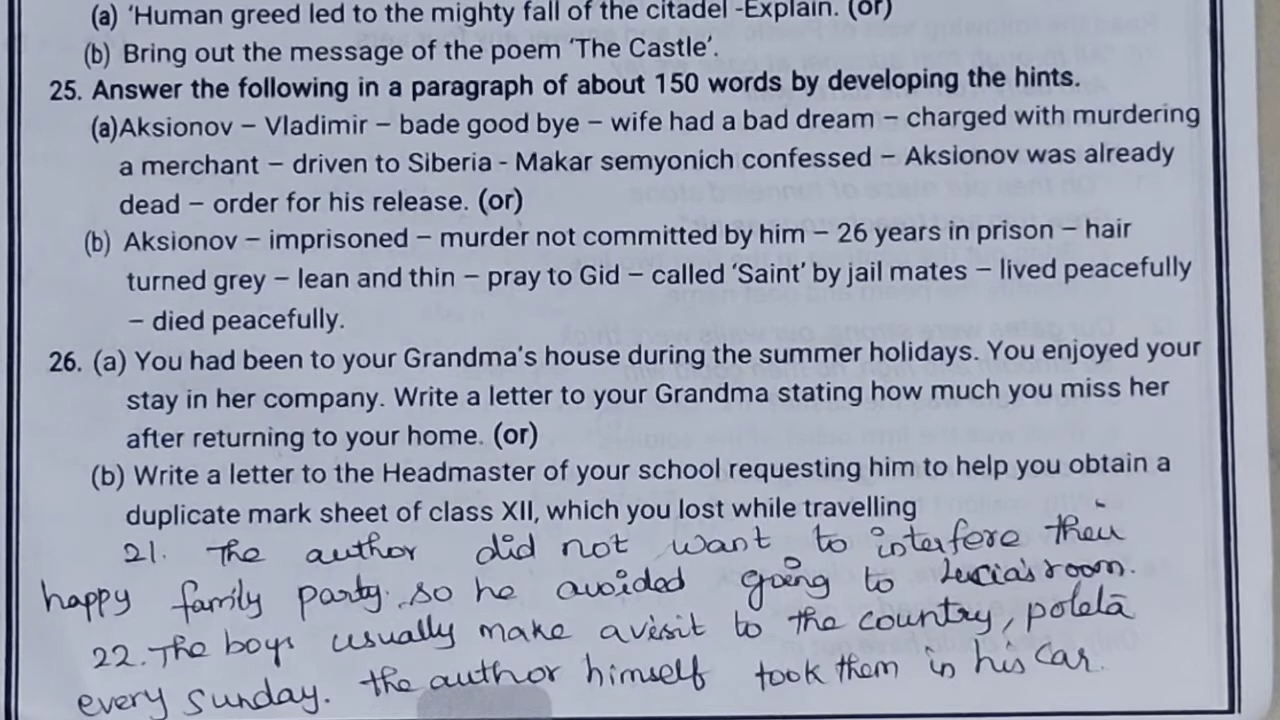 (a) ‘Human greed led to the mighty fall of the citadel -Explain. (or)
(b) Bring out the message of the poem ‘The Castle’.
25. Answer the following in a paragraph of about 150 words by developing the hints.
(a)Aksionov – Vladimir – bade good bye – wife had a bad dream – charged with murdering
a merchant – driven to Siberia - Makar semyonich confessed – Aksionov was already
dead – order for his release. (or)
(b) Aksionov – imprisoned – murder not committed by him – 26 years in prison – hair
turned grey – lean and thin – pray to Gid – called ‘Saint’ by jail mates – lived peacefully
– died peacefully.
26. (a) You had been to your Grandma’s house during the summer holidays. You enjoyed your
stay in her company. Write a letter to your Grandma stating how much you miss her
after returning to your home. (or)
(b) Write a letter to the Headmaster of your school requesting him to help you obtain a
duplicate mark sheet of class XII, which you lost while travelling
21. The author did not want to interfere their
happy family party. so he avoided going to Lucia's room.
22. The boys usually make a visit to the country, poleta
every sunday. the author himself took them in his car.